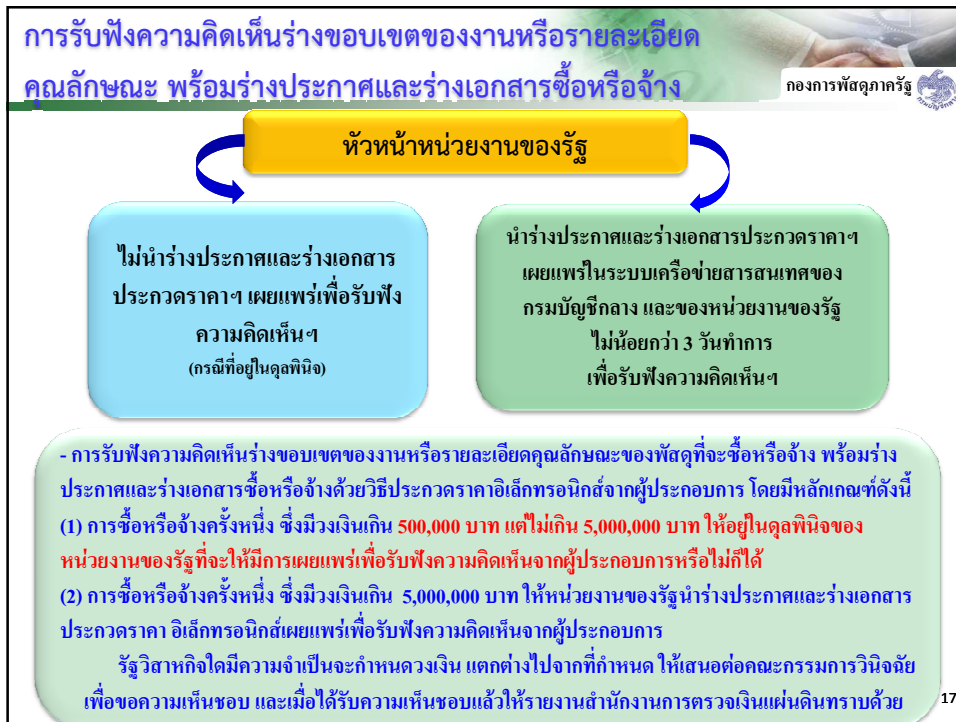 การรับฟังความคิดเห็นร่างขอบเขตของงานหรือรายละเอียด
คุณลักษณะ พร้อมร่างประกาศและร่างเอกสารซื้อหรือจ้าง
กองการพัสดุภาครัฐ
กรมบัญชีกลาง
หัวหน้าหน่วยงานของรัฐ
ไม่นำร่างประกาศและร่างเอกสาร
ประกวดราคาฯ เผยแพร่เพื่อรับฟัง
ความคิดเห็นฯ
(กรณีที่อยู่ในดุลพินิจ)
นำร่างประกาศและร่างเอกสารประกวดราคาฯ
เผยแพร่ในระบบเครือข่ายสารสนเทศของ
กรมบัญชีกลาง และของหน่วยงานของรัฐ
ไม่น้อยกว่า 3 วันทำการ
เพื่อรับฟังความคิดเห็นฯ
- การรับฟังความคิดเห็นร่างขอบเขตของงานหรือรายละเอียดคุณลักษณะของพัสดุที่จะซื้อหรือจ้าง พร้อมร่าง
ประกาศและร่างเอกสารซื้อหรือจ้างด้วยวิธีประกวดราคาอิเล็กทรอนิกส์จากผู้ประกอบการ โดยมีหลักเกณฑ์ดังนี้
(1) การซื้อหรือจ้างครั้งหนึ่ง ซึ่งมีวงเงินเกิน 500,000 บาท แต่ไม่เกิน 5,000,000 บาท ให้อยู่ในดุลพินิจของ
หน่วยงานของรัฐที่จะให้มีการเผยแพร่เพื่อรับฟังความคิดเห็นจากผู้ประกอบการหรือไม่ก็ได้
(2) การซื้อหรือจ้างครั้งหนึ่ง ซึ่งมีวงเงินเกิน 5,000,000 บาท ให้หน่วยงานของรัฐนำร่างประกาศและร่างเอกสาร
ประกวดราคา อิเล็กทรอนิกส์เผยแพร่เพื่อรับฟังความคิดเห็นจากผู้ประกอบการ
รัฐวิสาหกิจใดมีความจำเป็นจะกำหนดวงเงิน แตกต่างไปจากที่กำหนด ให้เสนอต่อคณะกรรมการวินิจฉัย
เพื่อขอความเห็นชอบ และเมื่อได้รับความเห็นชอบแล้วให้รายงานสำนักงานการตรวจเงินแผ่นดินทราบด้วย
17